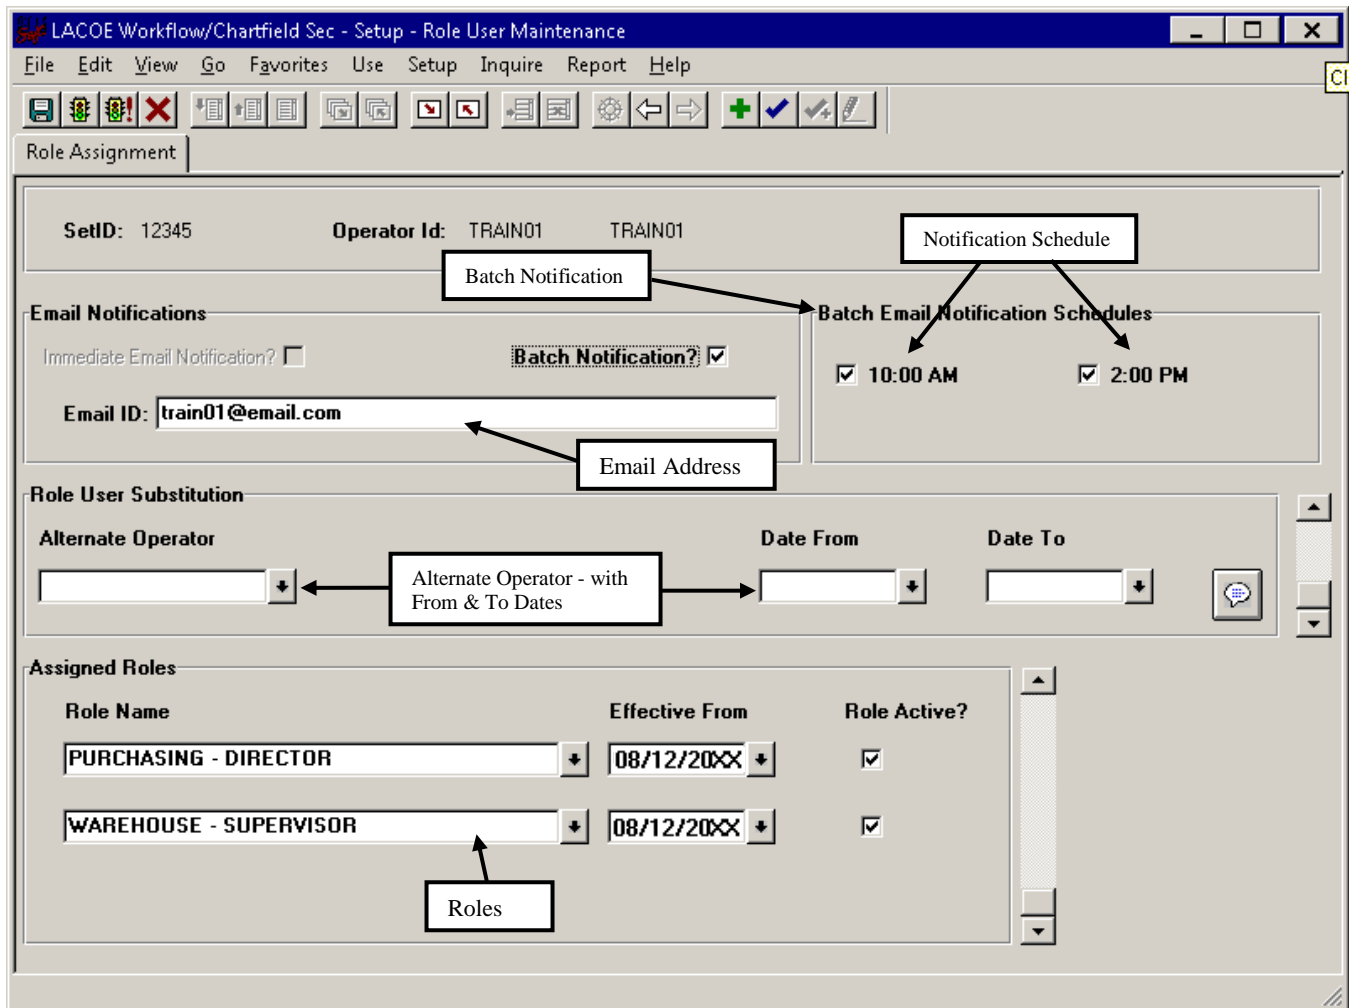 LACOE Workflow/Chartfield Sec - Setup - Role User Maintenance
File Edit View Go Favorites Use Setup Inquire Report Help
Cl
Role Assignment
SetID: 12345 Operator Id: TRAIN01 TRAIN01
Notification Schedule
Batch Notification
Email Notifications
Batch Email Notification Schedules
Immediate Email Notification? Batch Notification?
10:00 AM 2:00 PM
Email ID: train01@email.com
Email Address
Role User Substitution
Alternate Operator Date From Date To
Alternate Operator - with
From & To Dates
Assigned Roles
Role Name Effective From Role Active?
PURCHASING - DIRECTOR 08/12/20XX
WAREHOUSE - SUPERVISOR 08/12/20XX
Roles